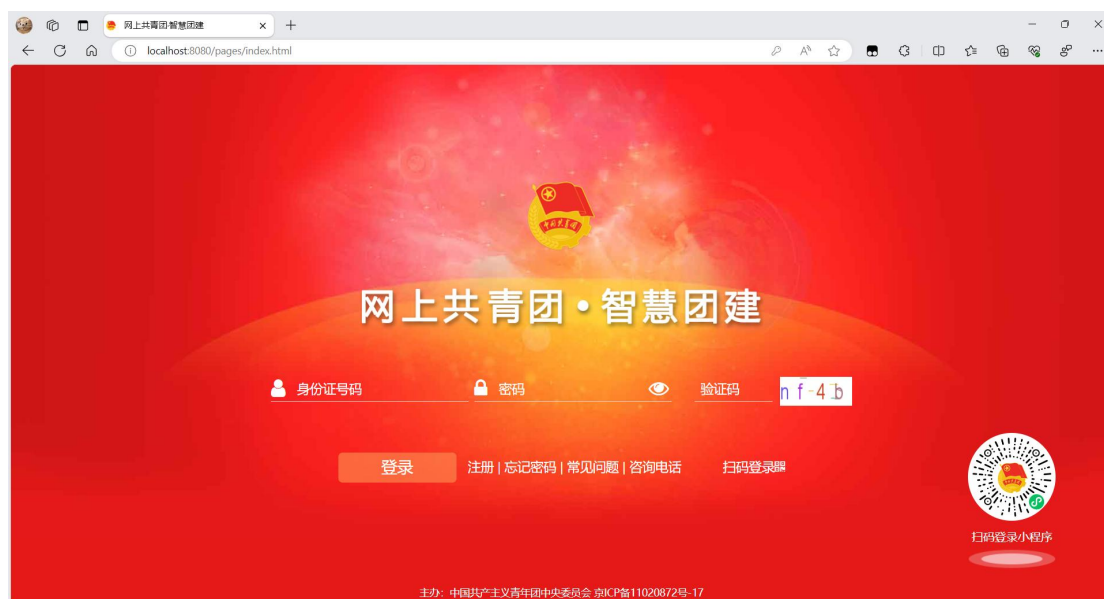 网上共青团·智慧团建
localhost:8080/pages/index.html
网上共青团·智慧团建
身份证号码 密码 验证码 nf-4b
登录 注册 | 忘记密码 | 常见问题 | 咨询电话 扫码登录
扫码登录小程序
主办：中国共产主义青年团中央委员会 京ICP备11020872号-17